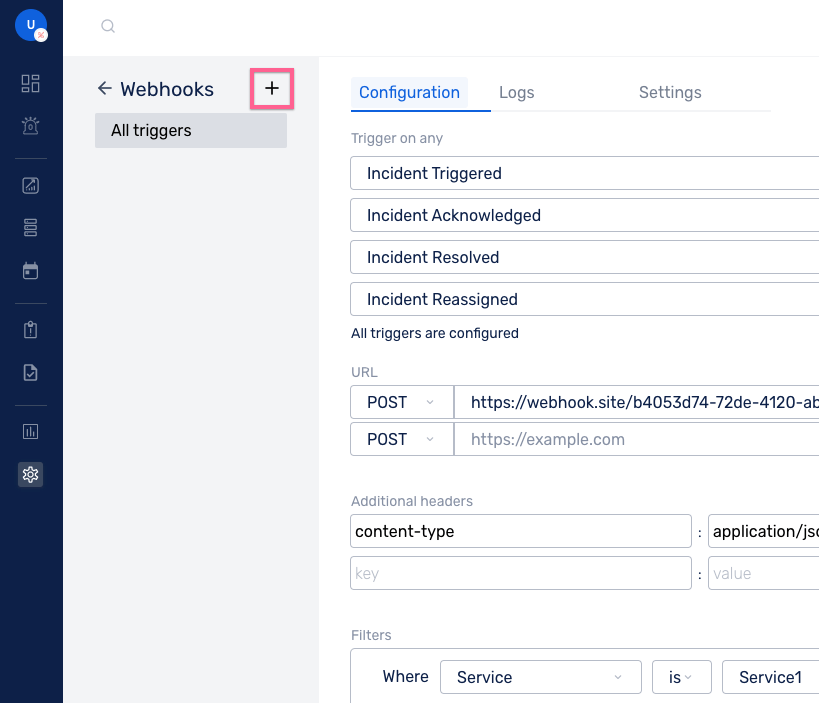 U
Webhooks
All triggers
Configuration Logs Settings
Trigger on any
Incident Triggered
Incident Acknowledged
Incident Resolved
Incident Reassigned
All triggers are configured
URL
POST https://webhook.site/b4053d74-72de-4120-ab
POST https://example.com
Additional headers
content-type : application/jso
key : value
Filters
Where Service is Service1